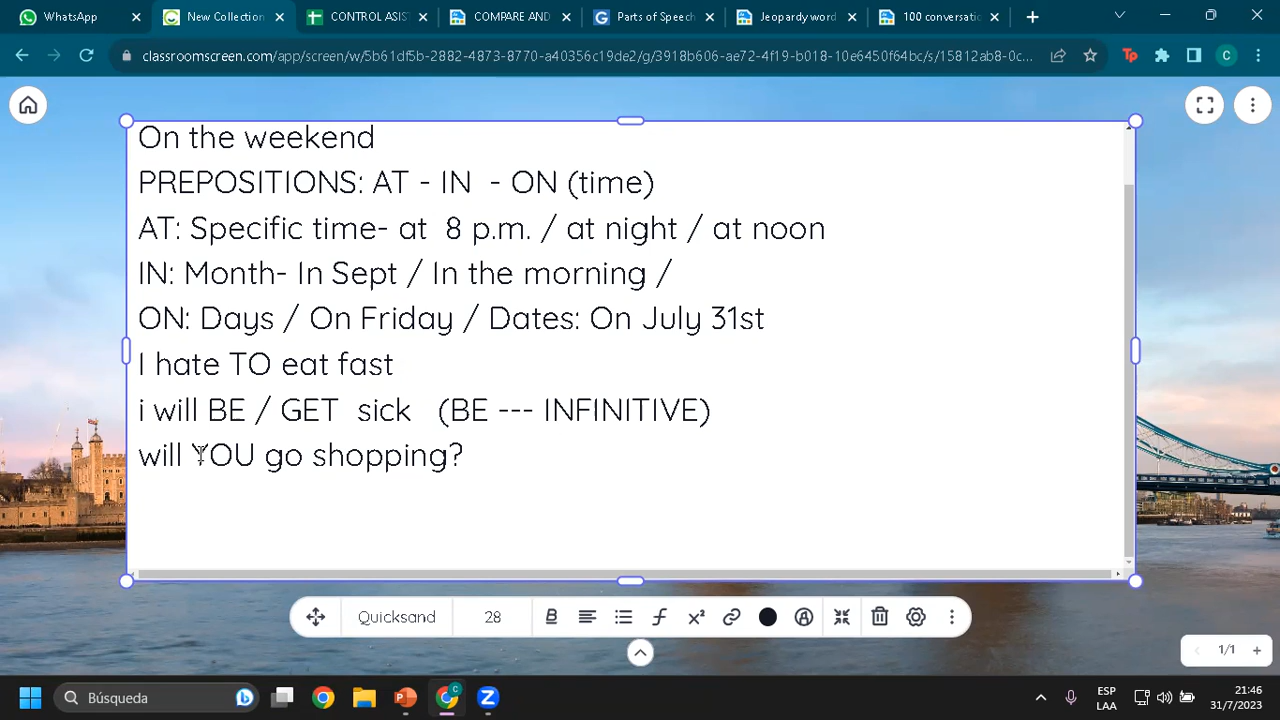 WhatsApp
New Collection
CONTROL ASIST
COMPARE AND
Parts of Speech
Jeopardy word
100 conversati
classroomscreen.com/app/screen/w/5b61df5b-2882-4873-8770-a40356c19de2/g/3918b606-ae72-4f19-b018-10e6450f64bc/s/15812ab8-0c...
On the weekend
PREPOSITIONS: AT - IN - ON (time)
AT: Specific time- at 8 p.m. / at night / at noon
IN: Month- In Sept / In the morning /
ON: Days / On Friday / Dates: On July 31st
I hate TO eat fast
i will BE / GET sick (BE --- INFINITIVE)
will YOU go shopping?
Quicksand
28
1/1
Búsqueda
ESP
LAA
21:46
31/7/2023